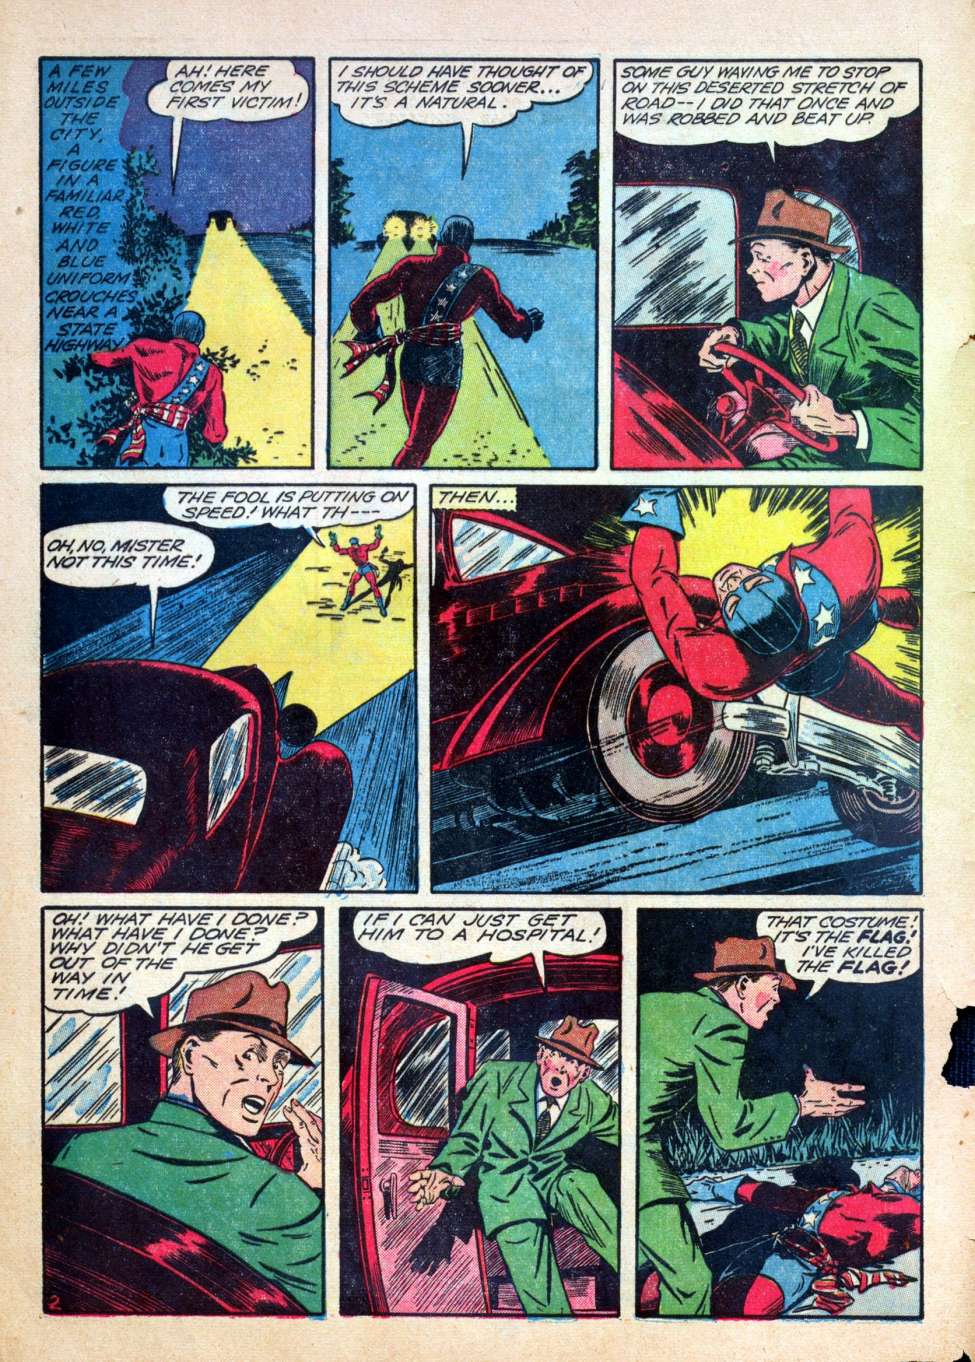 A FEW
MILES
OUTSIDE
THE
CITY,
A
FIGURE
IN A
FAMILIAR
RED,
WHITE
AND
BLUE
UNIFORM
CROUCHES
NEAR A
STATE
HIGHWAY
AH! HERE
COMES MY
FIRST VICTIM!
I SHOULD HAVE THOUGHT OF
THIS SCHEME SOONER...
IT'S A NATURAL.
SOME GUY WAVING ME TO STOP
ON THIS DESERTED STRETCH OF
ROAD--I DID THAT ONCE AND
WAS ROBBED AND BEAT UP.
THE FOOL IS PUTTING ON
SPEED! WHAT TH---
OH, NO, MISTER
NOT THIS TIME!
THEN...
OH! WHAT HAVE I DONE?
WHAT HAVE I DONE?
WHY DIDN'T HE GET
OUT OF THE
WAY IN
TIME!
2
IF I CAN JUST GET
HIM TO A HOSPITAL!
THAT COSTUME!
IT'S THE FLAG!
I'VE KILLED
THE FLAG!